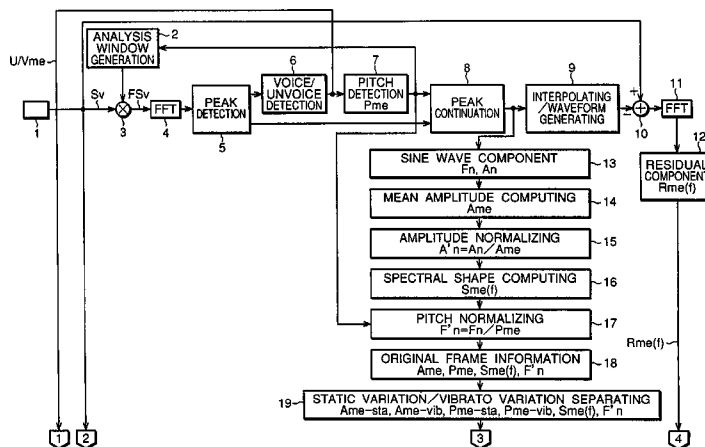 ANALYSIS
WINDOW
GENERATION
2
U/Vme
Sv
FSv
1
3
FFT
4
PEAK
DETECTION
5
6
VOICE/
UNVOICE
DETECTION
7
PITCH
DETECTION
Pme
8
PEAK
CONTINUATION
9
INTERPOLATING
/WAVEFORM
GENERATING
+
−
10
11
FFT
12
RESIDUAL
COMPONENT
Rme(f)
SINE WAVE COMPONENT
Fn, An
13
MEAN AMPLITUDE COMPUTING
Ame
14
AMPLITUDE NORMALIZING
A'n=An/Ame
15
SPECTRAL SHAPE COMPUTING
Sme(f)
16
PITCH NORMALIZING
F'n=Fn/Pme
17
ORIGINAL FRAME INFORMATION
Ame, Pme, Sme(f), F'n
18
Rme(f)
19
STATIC VARIATION/VIBRATO VARIATION SEPARATING
Ame-sta, Ame-vib, Pme-sta, Pme-vib, Sme(f), F'n
1
2
3
4